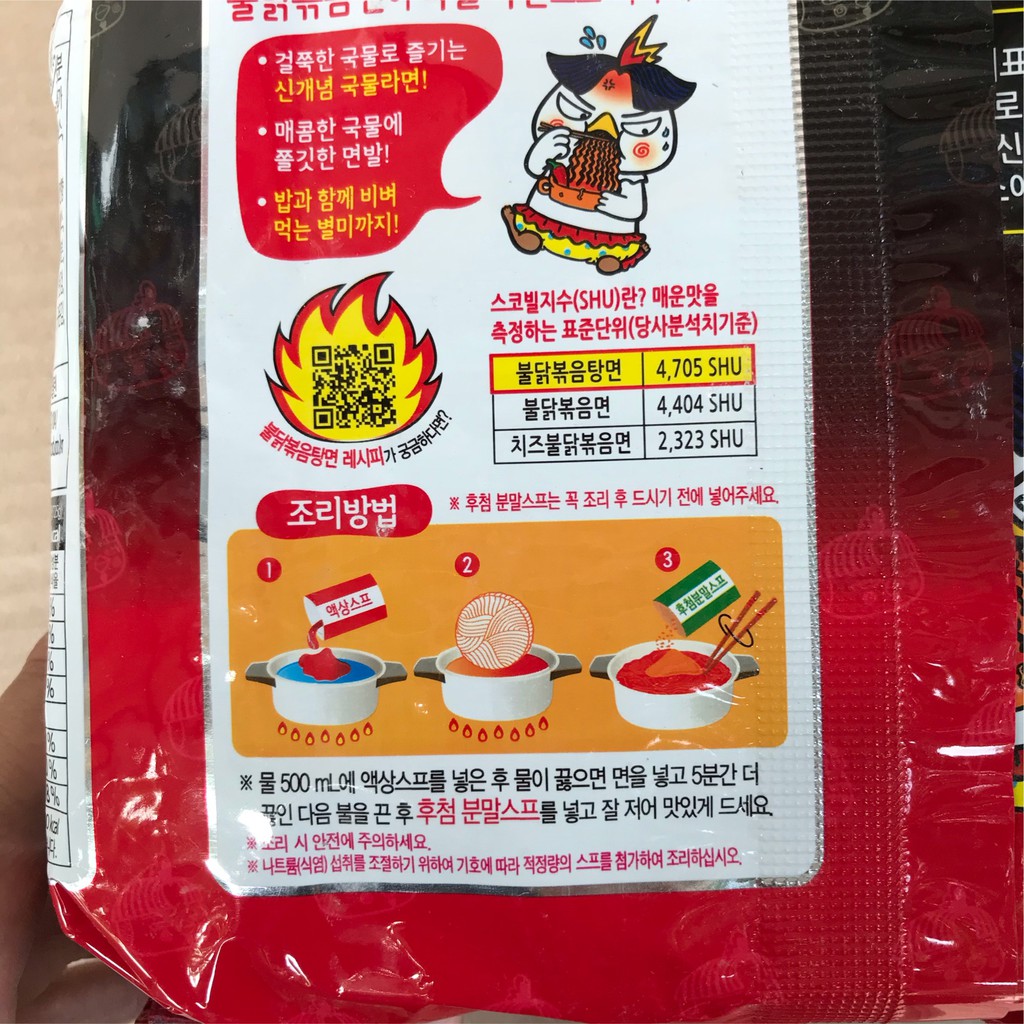 • 걸쭉한 국물로 즐기는
신개념 국물라면!
• 매콤한 국물에
쫄깃한 면발!
• 밥과 함께 비벼
먹는 별미까지!
스코빌지수(SHU)란? 매운맛을
측정하는 표준단위(당사분석치기준)
불닭볶음탕면 4,705 SHU
불닭볶음면 4,404 SHU
치즈불닭볶음면 2,323 SHU
불닭볶음탕면 레시피가 궁금하다면?
조리방법
※ 후첨 분말스프는 꼭 조리 후 드시기 전에 넣어주세요.
1
액상스프
2
3
후첨분말스프
※ 물 500 mL에 액상스프를 넣은 후 물이 끓으면 면을 넣고 5분간 더
끓인 다음 불을 끈 후 후첨 분말스프를 넣고 잘 저어 맛있게 드세요.
※ 조리 시 안전에 주의하세요.
※ 나트륨(식염) 섭취를 조절하기 위하여 기호에 따라 적정량의 스프를 첨가하여 조리하십시오.